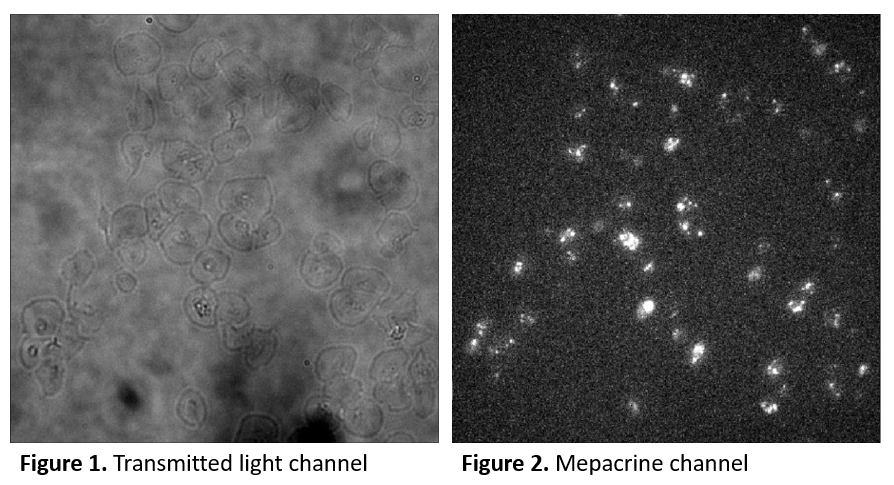 Figure 1. Transmitted light channel
Figure 2. Mepacrine channel